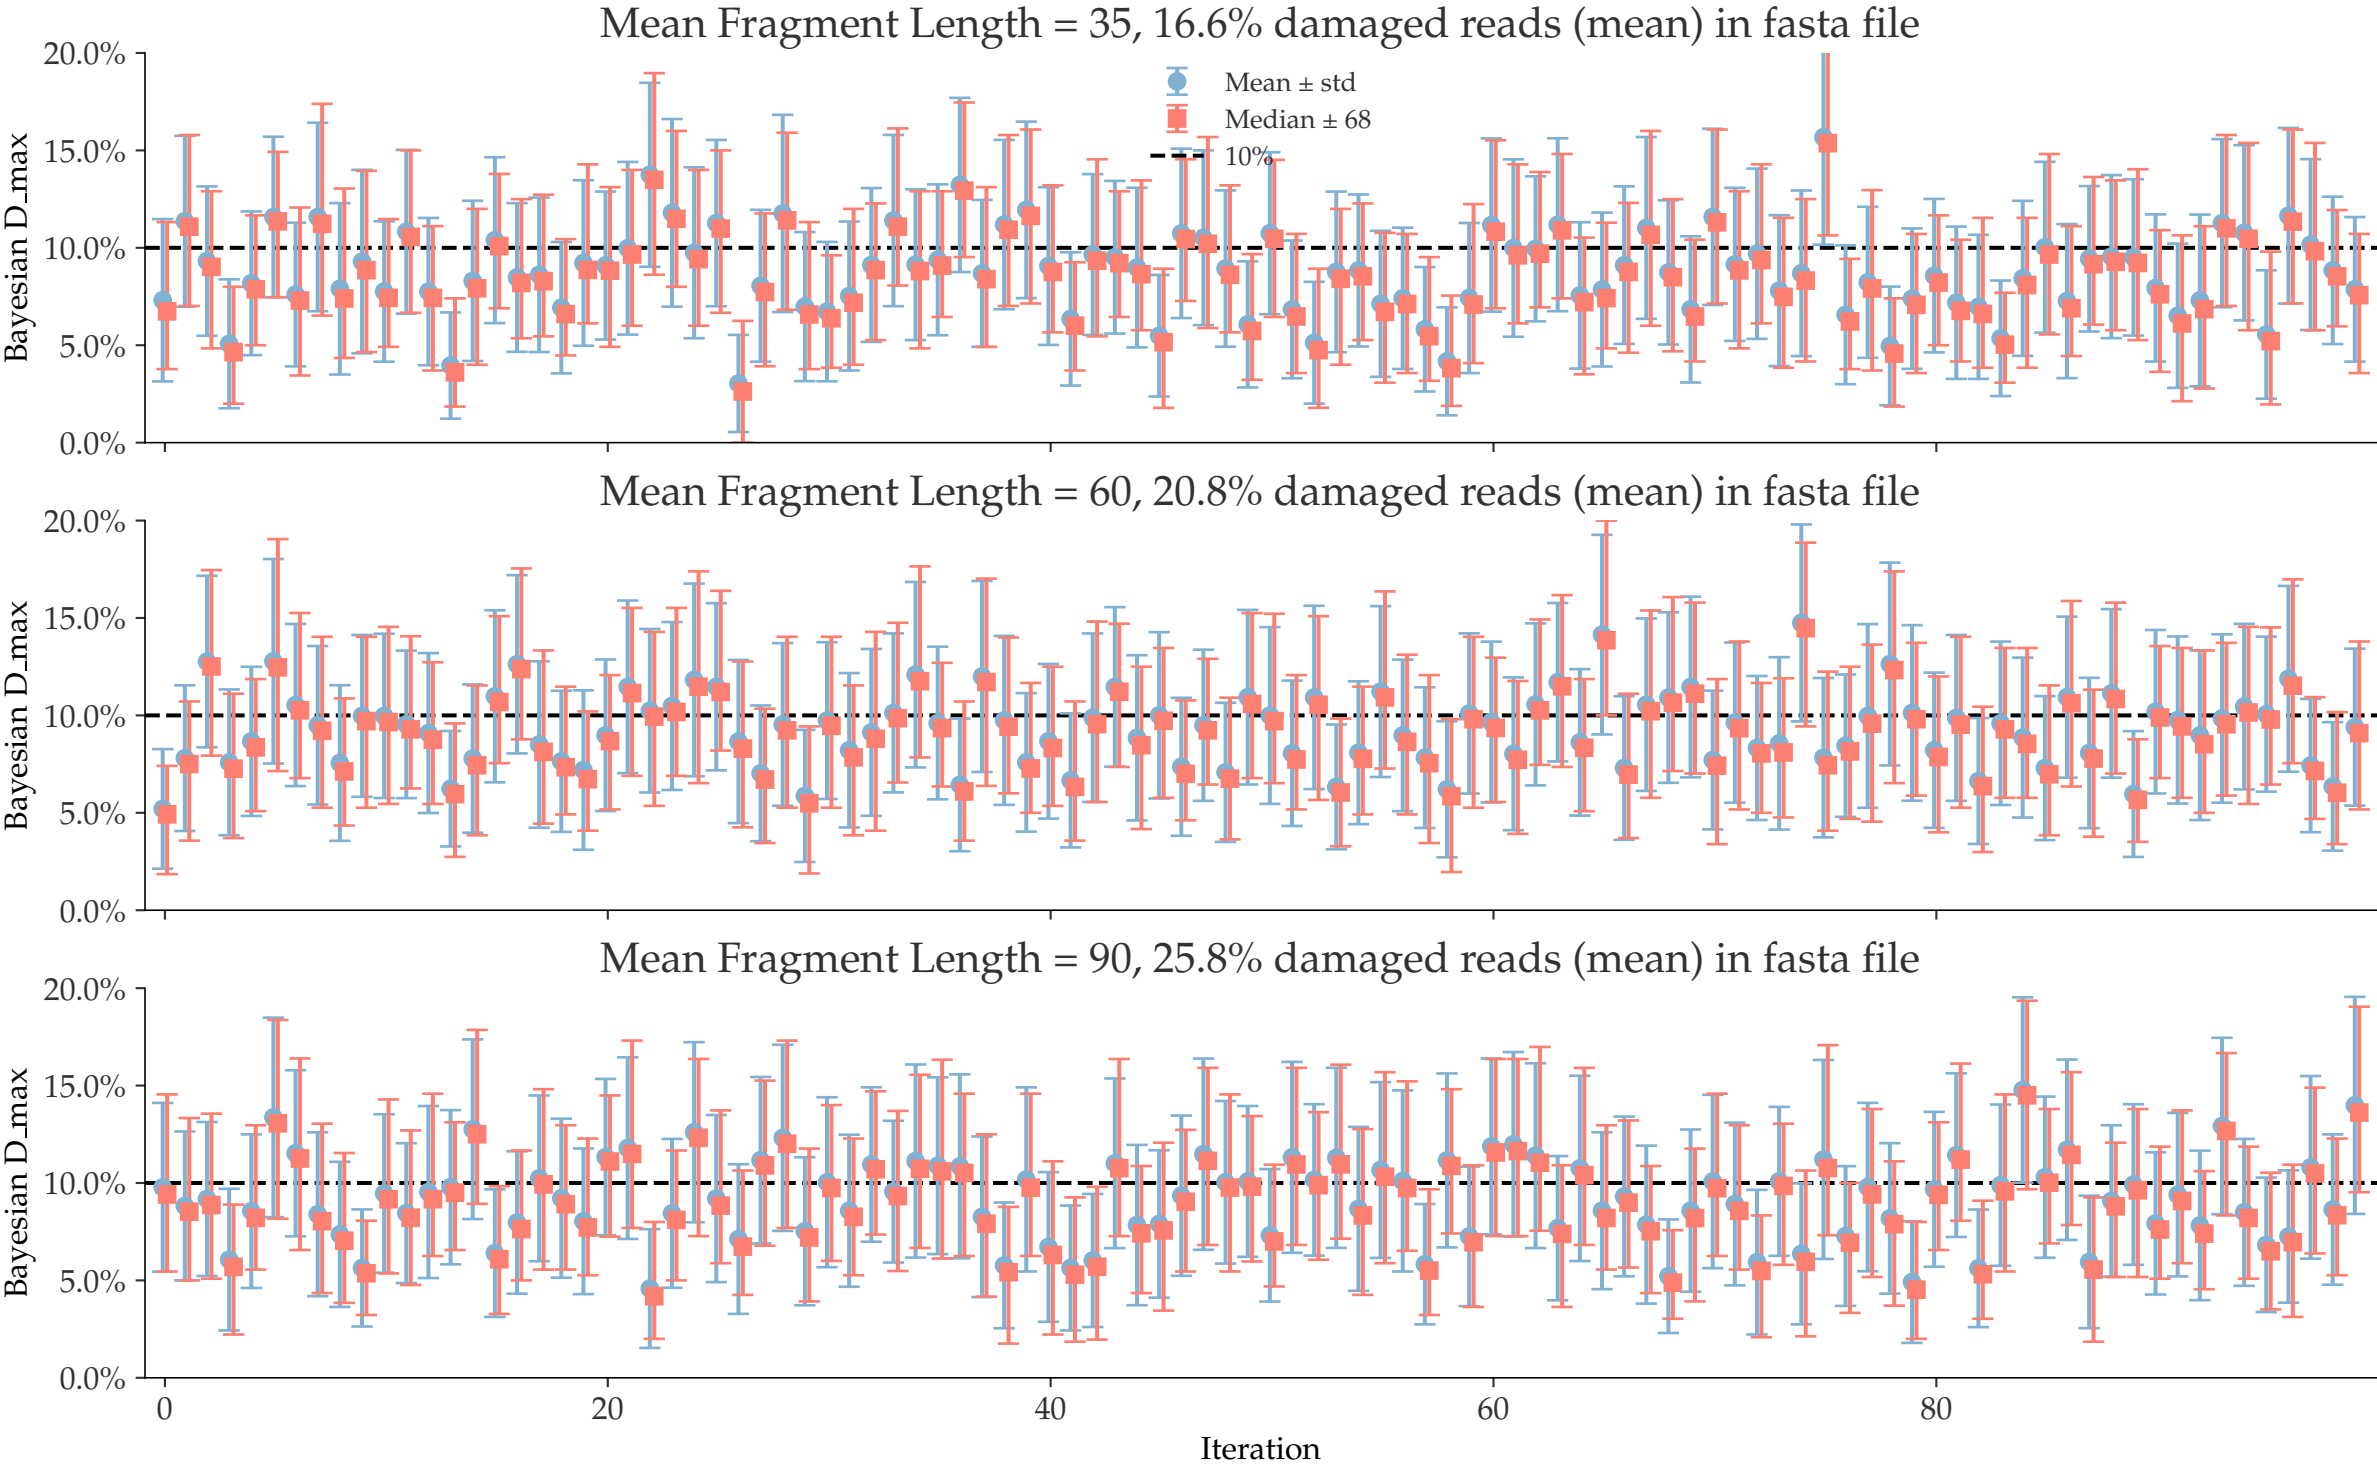 Mean Fragment Length = 35, 16.6% damaged reads (mean) in fasta file
20.0%
15.0%
10.0%
5.0%
0.0%
Bayesian D_max
Mean ± std
Median ± 68
10%
Mean Fragment Length = 60, 20.8% damaged reads (mean) in fasta file
20.0%
15.0%
10.0%
5.0%
0.0%
Bayesian D_max
Mean Fragment Length = 90, 25.8% damaged reads (mean) in fasta file
20.0%
15.0%
10.0%
5.0%
0.0%
Bayesian D_max
0 20 40 60 80
Iteration